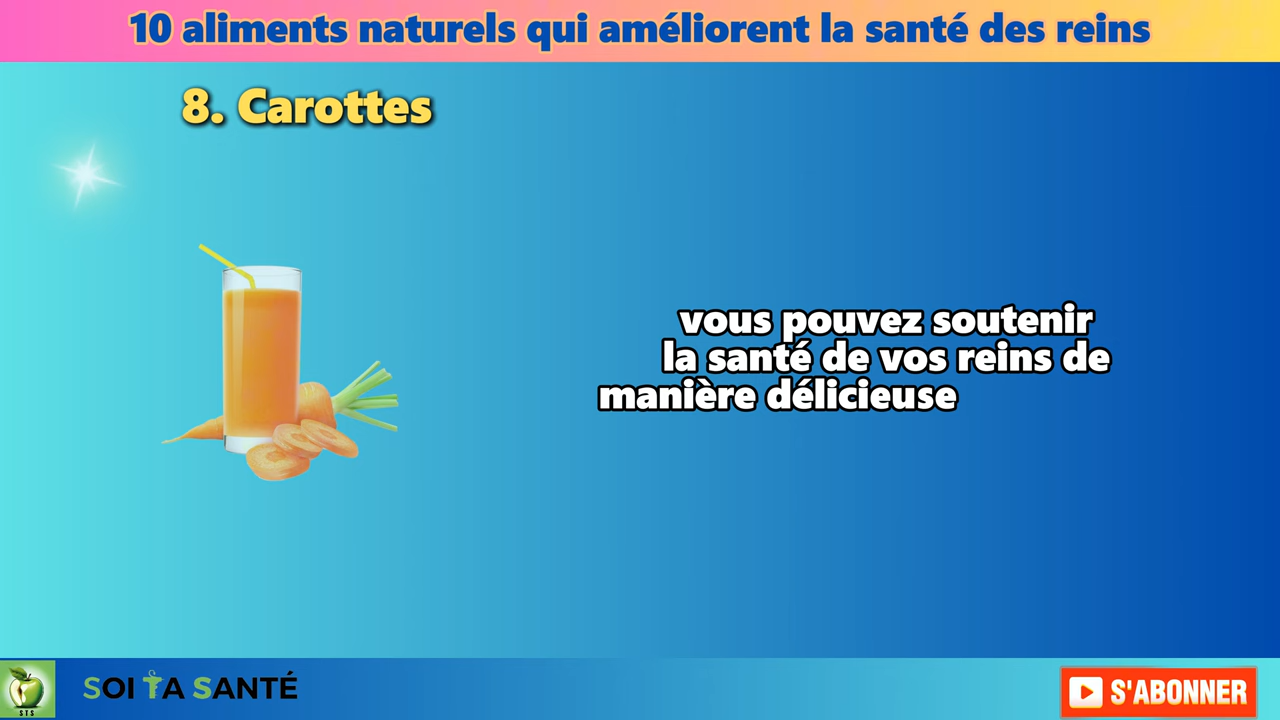 10 aliments naturels qui améliorent la santé des reins
8. Carottes
vous pouvez soutenir
la santé de vos reins de
manière délicieuse
STS
SOI TA SANTÉ
S'ABONNER